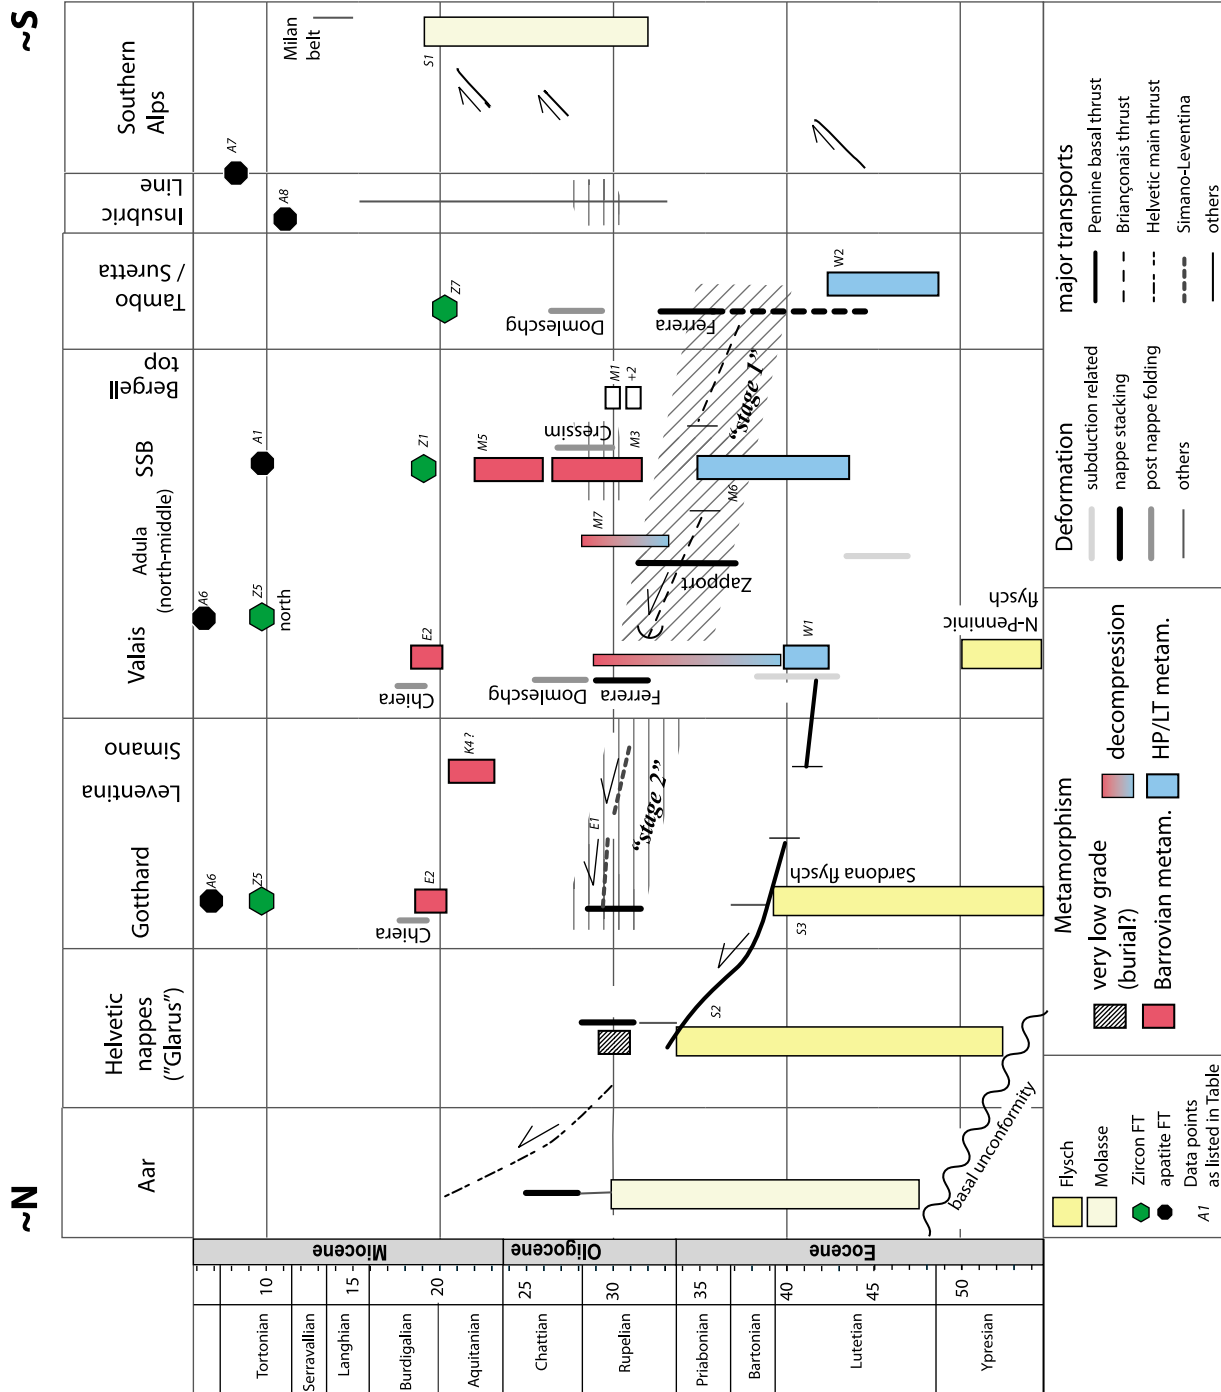 ~N
~S
Aar
Helvetic
nappes
("Glarus")
Gotthard
Leventina
Simano
Valais
Adula
(north-middle)
SSB
Bergell
top
Tambo
/ Suretta
Insubric
Line
Southern
Alps
Miocene
Oligocene
Eocene
10
15
20
25
30
35
40
45
50
Tortonian
Serravallian
Langhian
Burdigalian
Aquitanian
Chattian
Rupelian
Priabonian
Bartonian
Lutetian
Ypresian
basal unconformity
S2
A6
Z5
Chiera
E2
E1
"stage 2"
Sardona flysch
S3
K4?
A6
Z5
north
Chiera
E2
Domleschg
Ferrera
W1
N-Penninic
flysch
M7
Zapport
A1
Z1
M5
Cressim
M3
M6
M1
+2
"stage 1"
Z7
Domleschg
Ferrera
W2
A8
A7
Milan
belt
S1
Flysch
Molasse
Zircon FT
apatite FT
A1
Data points
as listed in Table
Metamorphism
very low grade
(burial?)
Barrovian metam.
decompression
HP/LT metam.
Deformation
subduction related
nappe stacking
post nappe folding
others
major transports
Pennine basal thrust
Briançonais thrust
Helvetic main thrust
Simano-Leventina
others